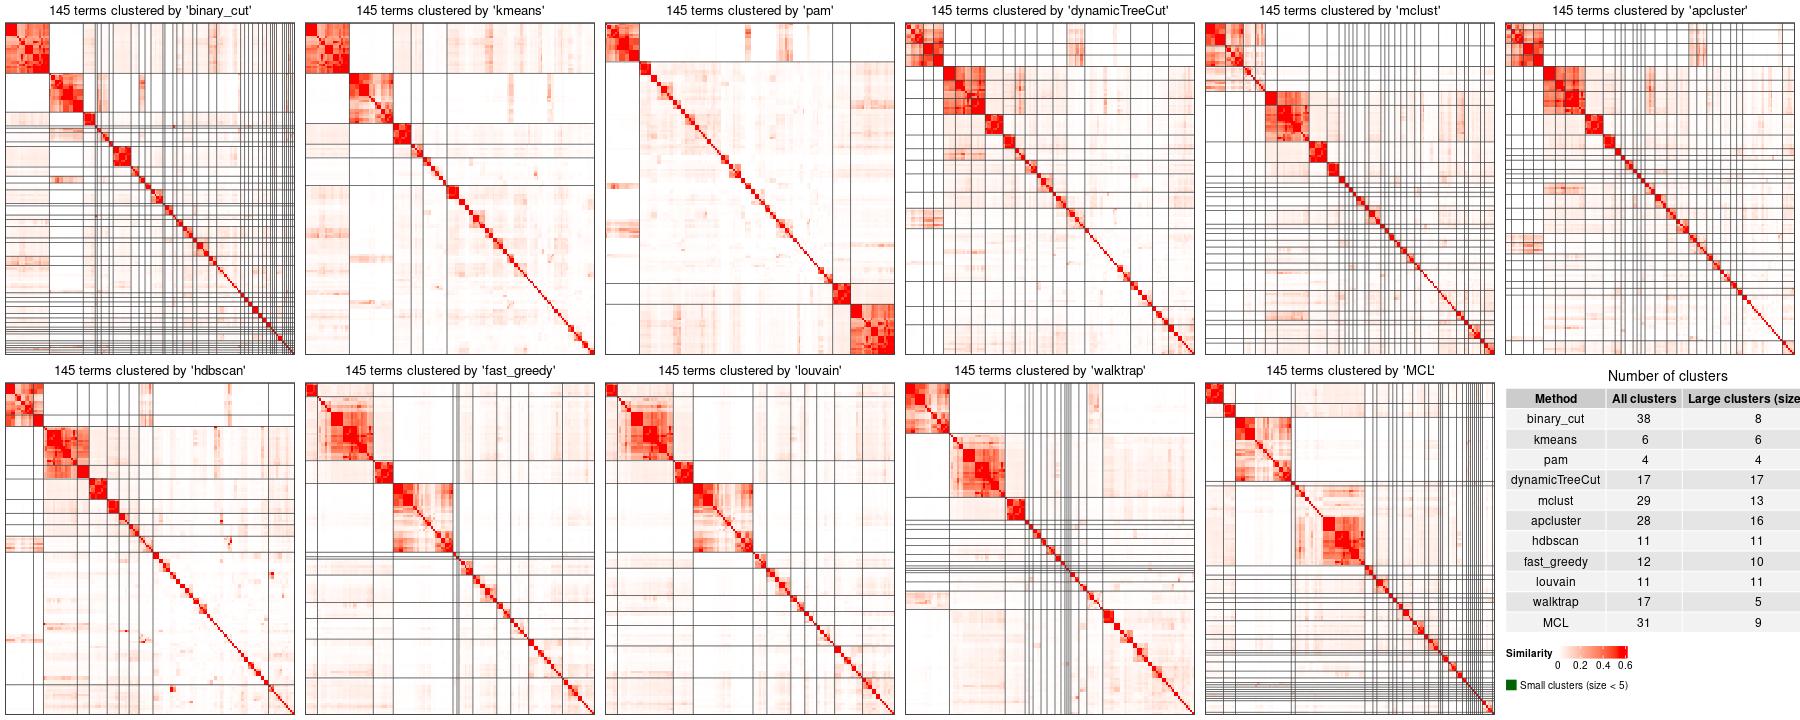 145 terms clustered by 'binary_cut'
145 terms clustered by 'kmeans'
145 terms clustered by 'pam'
145 terms clustered by 'dynamicTreeCut'
145 terms clustered by 'mclust'
145 terms clustered by 'apcluster'
145 terms clustered by 'hdbscan'
145 terms clustered by 'fast_greedy'
145 terms clustered by 'louvain'
145 terms clustered by 'walktrap'
145 terms clustered by 'MCL'
Number of clusters
Method All clusters Large clusters (size
binary_cut 38 8
kmeans 6 6
pam 4 4
dynamicTreeCut 17 17
mclust 29 13
apcluster 28 16
hdbscan 11 11
fast_greedy 12 10
louvain 11 11
walktrap 17 5
MCL 31 9
Similarity
0 0.2 0.4 0.6
Small clusters (size < 5)